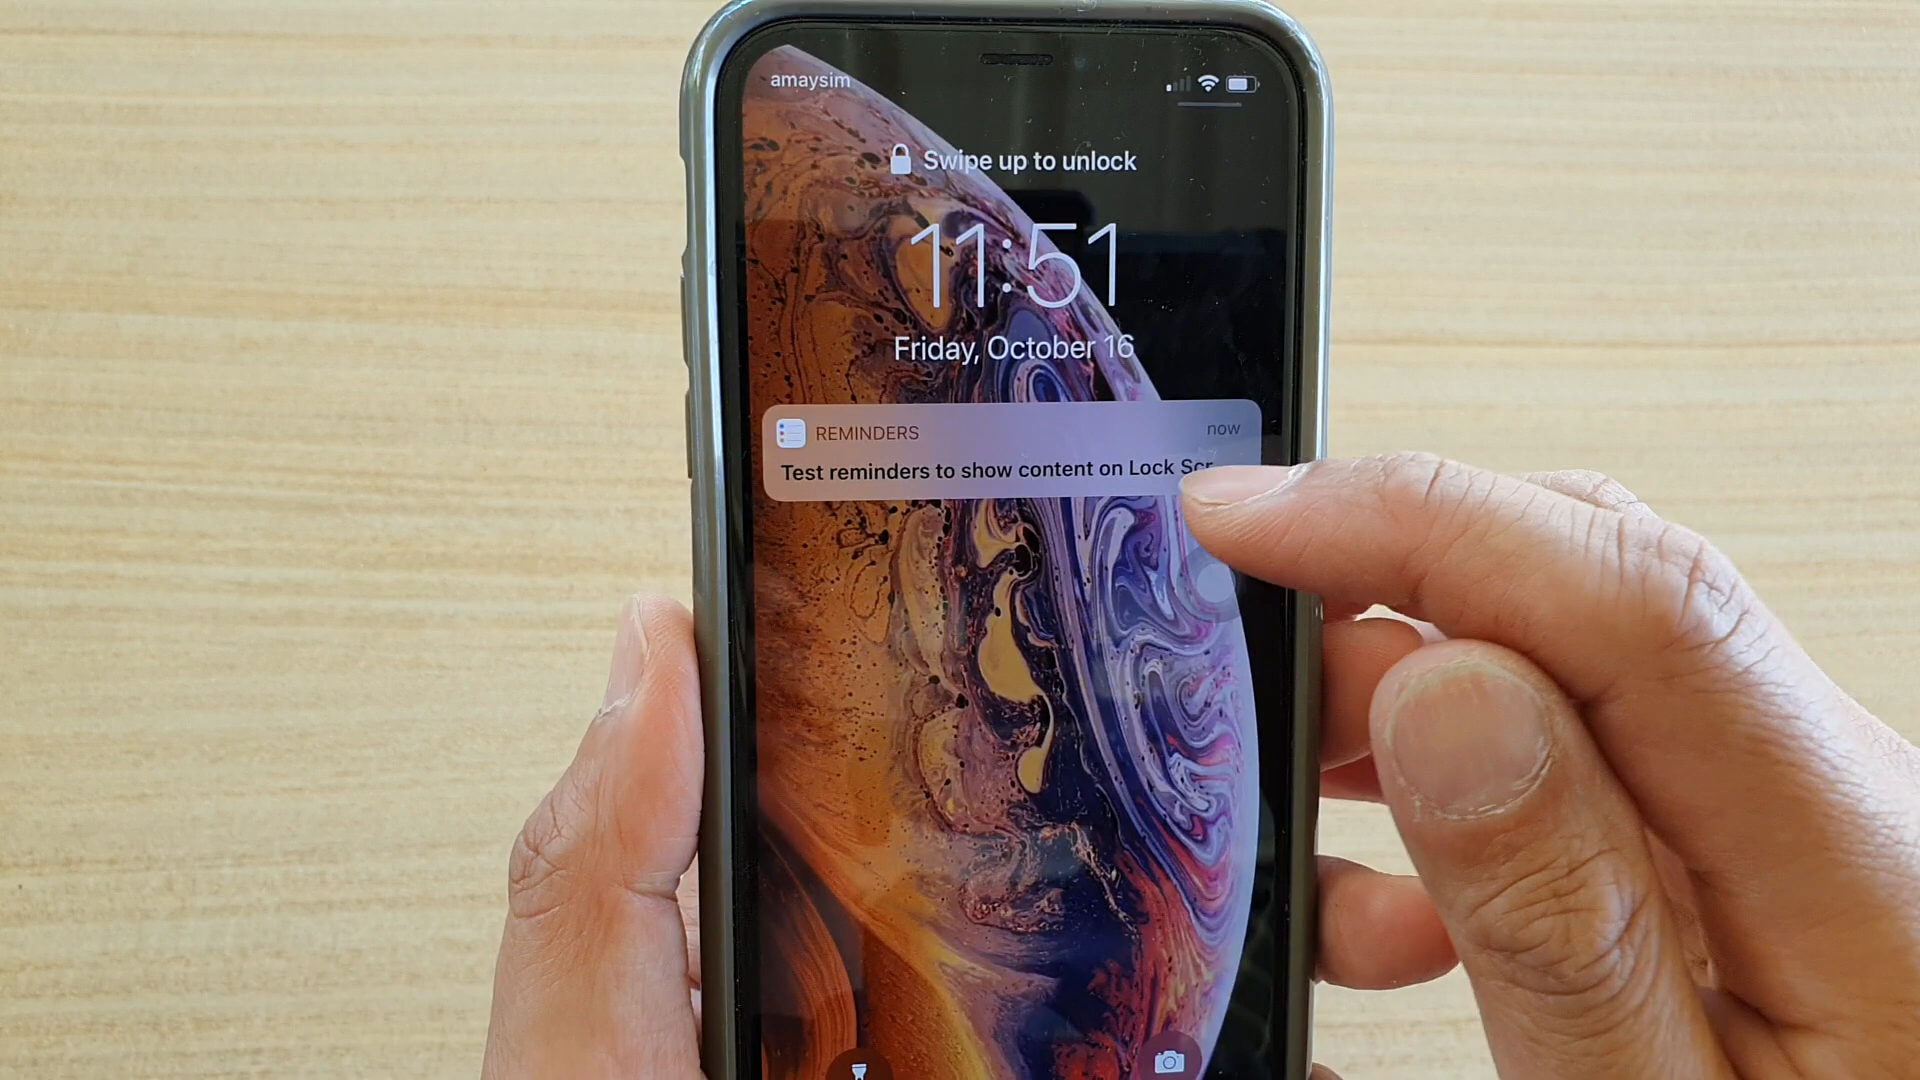 amaysim
Swipe up to unlock
11:51
Friday, October 16
REMINDERS
now
Test reminders to show content on Lock Scr